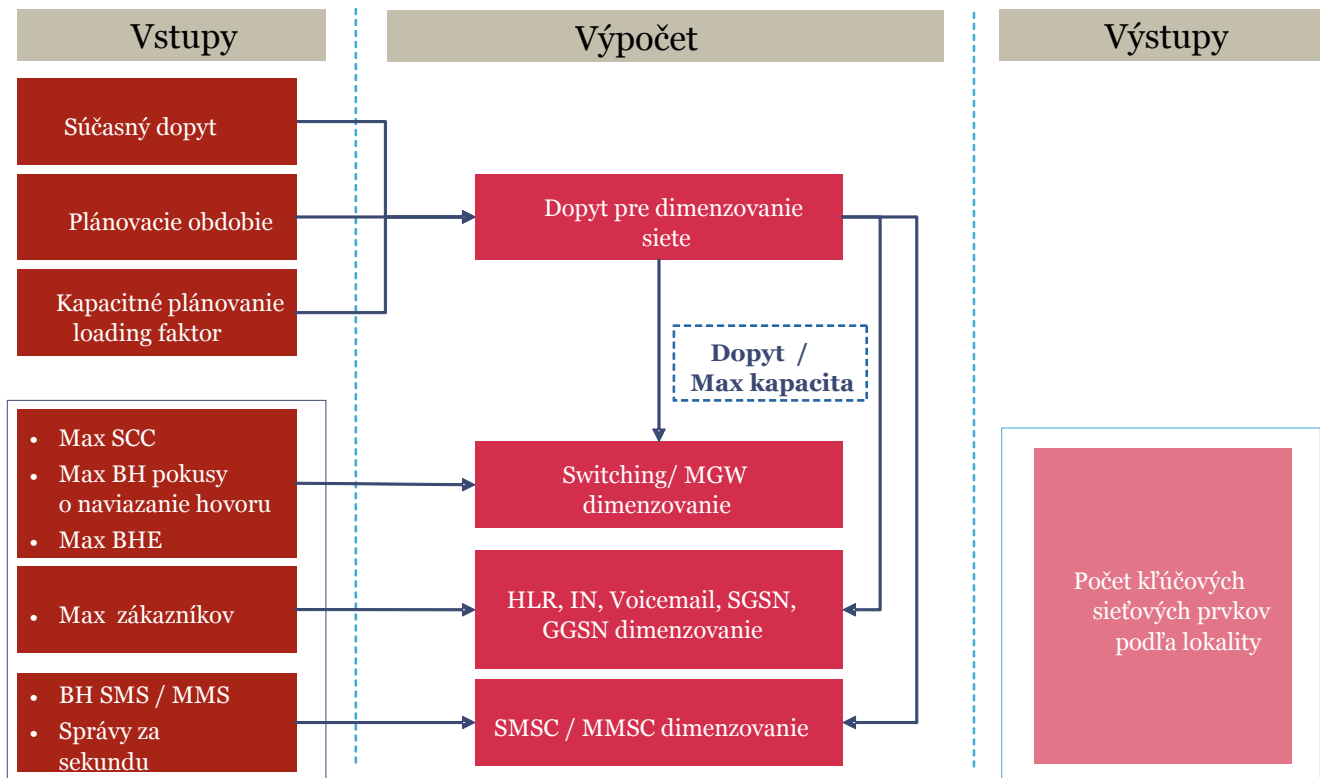 Vstupy
Výpočet
Výstupy
Súčasný dopyt
Plánovacie obdobie
Kapacitné plánovanie
loading faktor
Dopyt pre dimenzovanie
siete
Dopyt /
Max kapacita
• Max SCC
• Max BH pokusy
o naviazanie hovoru
• Max BHE
Switching/ MGW
dimenzovanie
• Max zákazníkov
HLR, IN, Voicemail, SGSN,
GGSN dimenzovanie
• BH SMS / MMS
• Správy za
sekundu
SMSC / MMSC dimenzovanie
Počet kľúčových
sieťových prvkov
podľa lokality